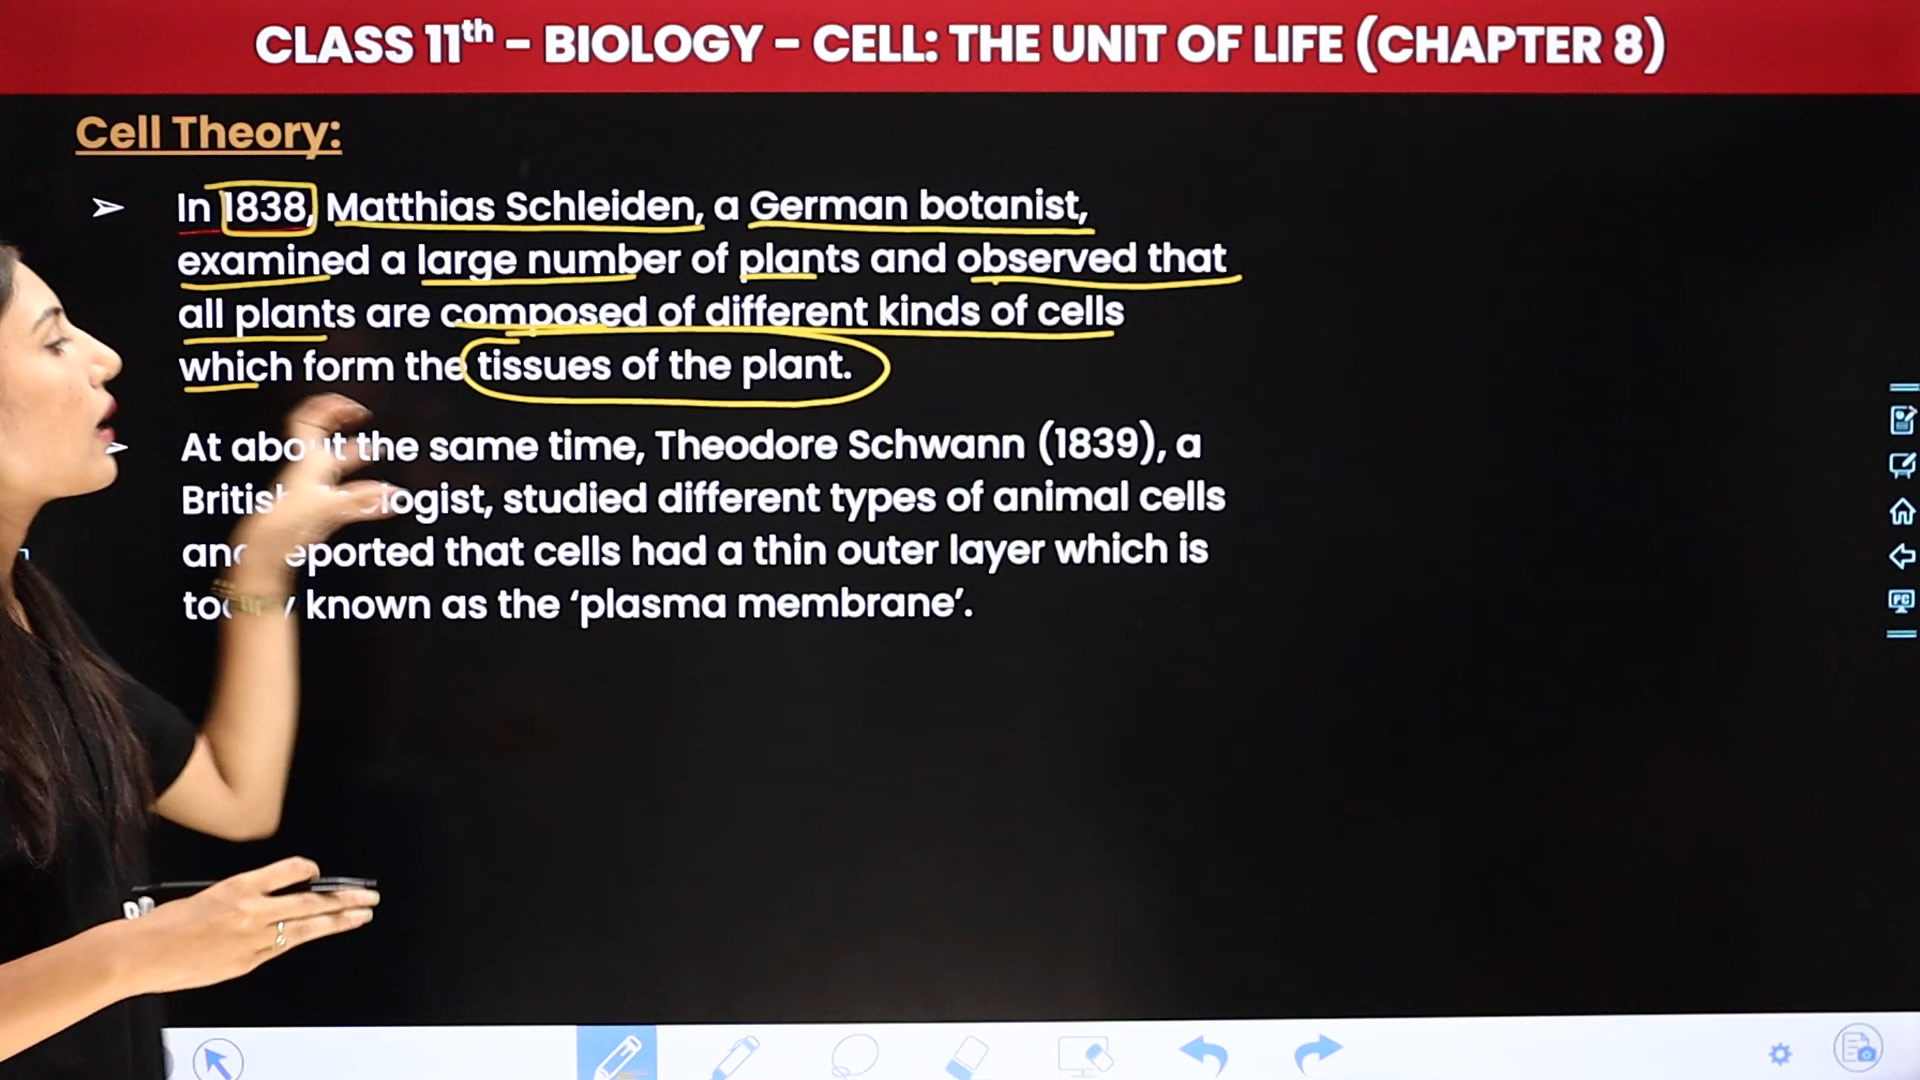 CLASS 11th - BIOLOGY - CELL: THE UNIT OF LIFE (CHAPTER 8)
Cell Theory:
➢ In 1838, Matthias Schleiden, a German botanist,
examined a large number of plants and observed that
all plants are composed of different kinds of cells
which form the tissues of the plant.
At about the same time, Theodore Schwann (1839), a
studied different types of animal cells
reported that cells had a thin outer layer which is
known as the ‘plasma membrane’.
PC